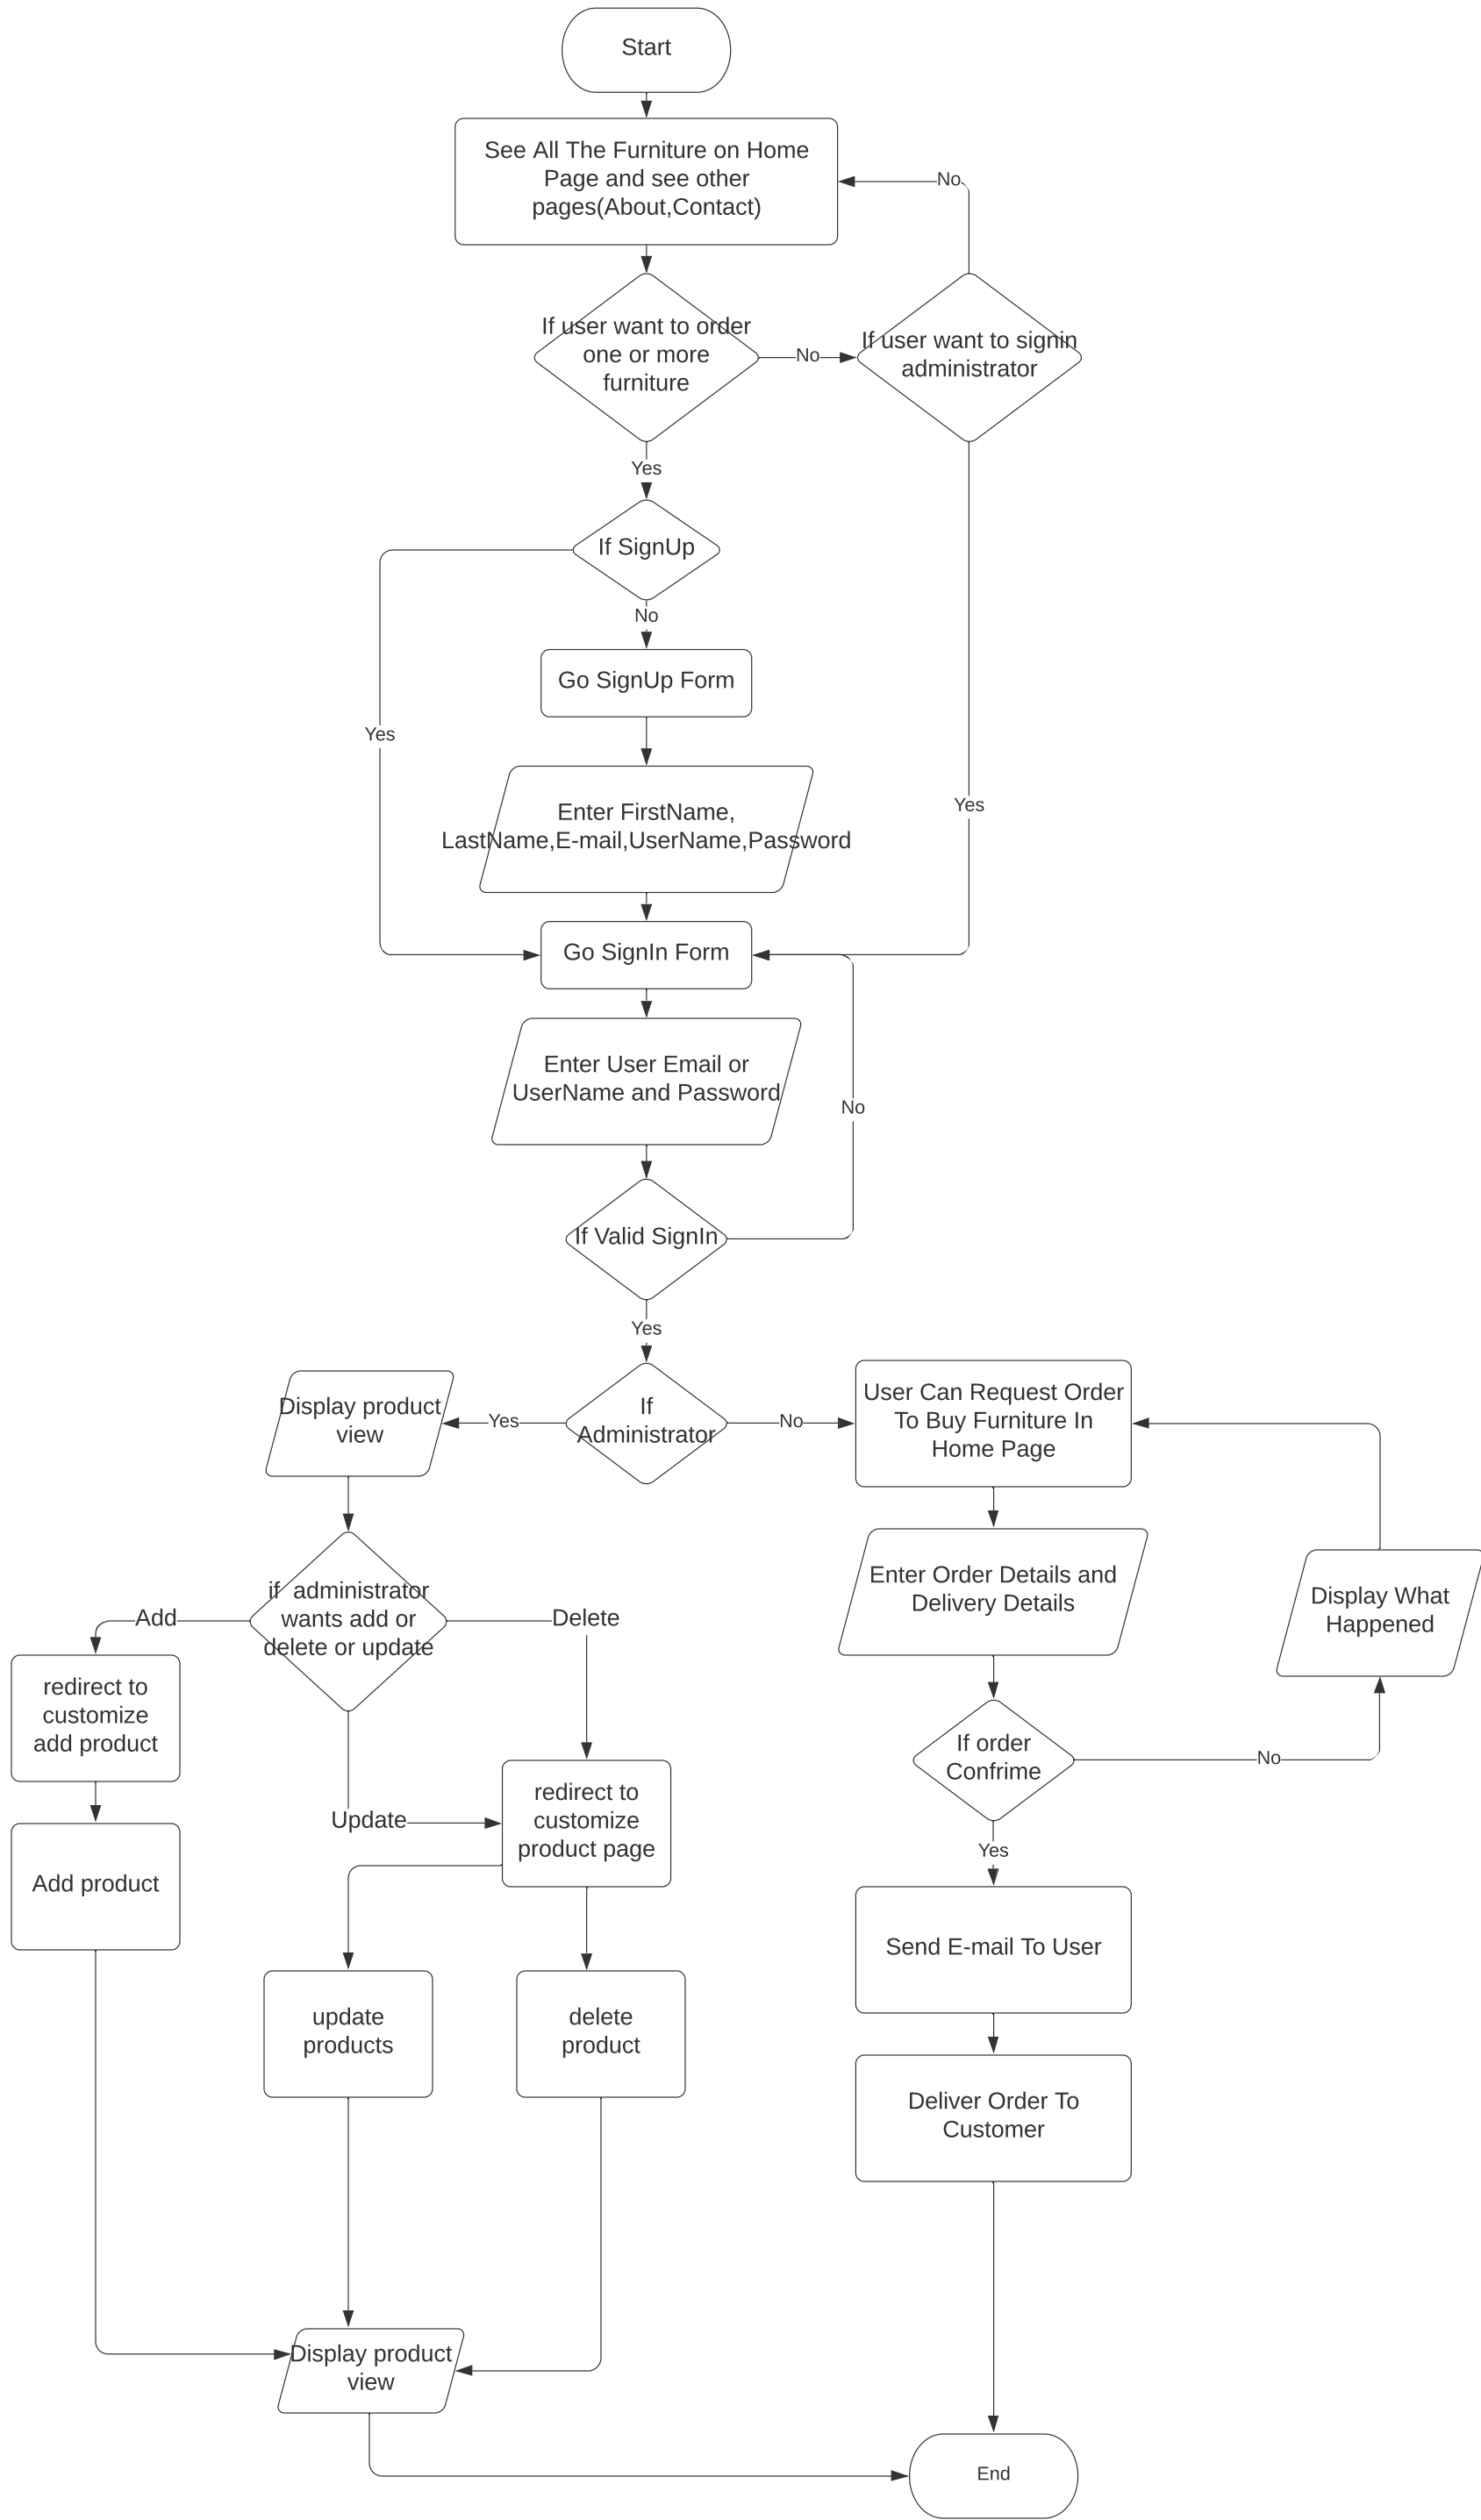 Start
See All The Furniture on Home
Page and see other
pages(About,Contact)
No
If user want to order
one or more
furniture
No
If user want to signin
administrator
Yes
If SignUp
No
Go SignUp Form
Yes
Enter FirstName,
LastName,E-mail,UserName,Password
Yes
Go SignIn Form
Enter User Email or
UserName and Password
No
If Valid SignIn
Yes
Display product
view
Yes
If
Administrator
No
User Can Request Order
To Buy Furniture In
Home Page
Enter Order Details and
Delivery Details
Display What
Happened
if  administrator
wants add or
delete or update
Add
Delete
redirect to
customize
add product
If order
Confrime
No
Update
redirect to
customize
product page
Yes
Add product
Send E-mail To User
update
products
delete
product
Deliver Order To
Customer
Display product
view
End